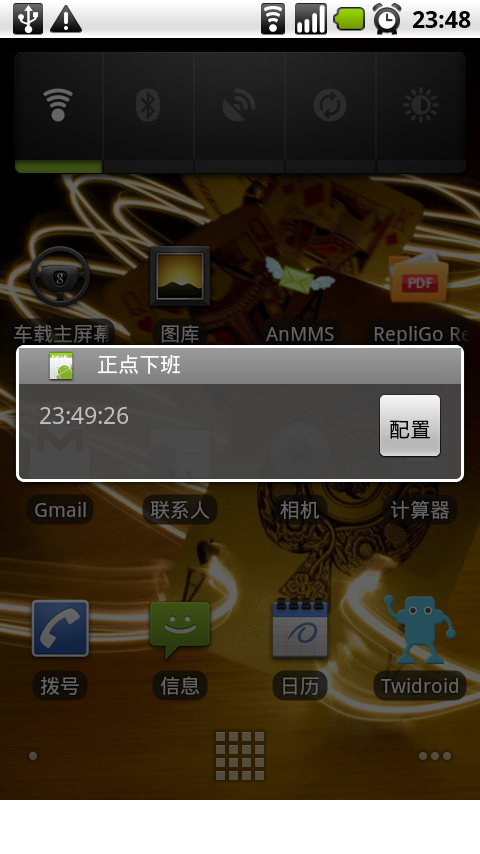 23:48
车载主屏幕
图库
AnMMS
RepliGo Re
PDF
正点下班
23:49:26
配置
Gmail
联系人
相机
计算器
拨号
信息
日历
Twidroid